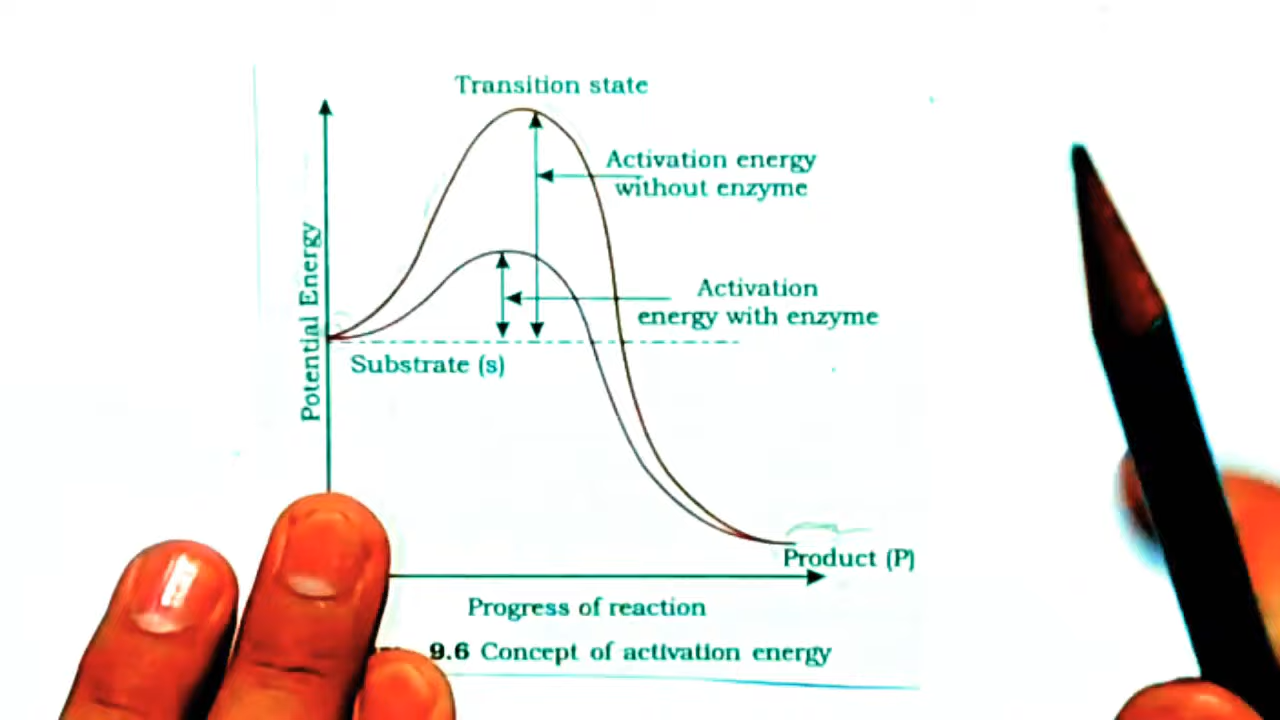 Transition state
Activation energy
without enzyme
Potential Energy
Activation
energy with enzyme
Substrate (s)
Product (P)
Progress of reaction
9.6 Concept of activation energy